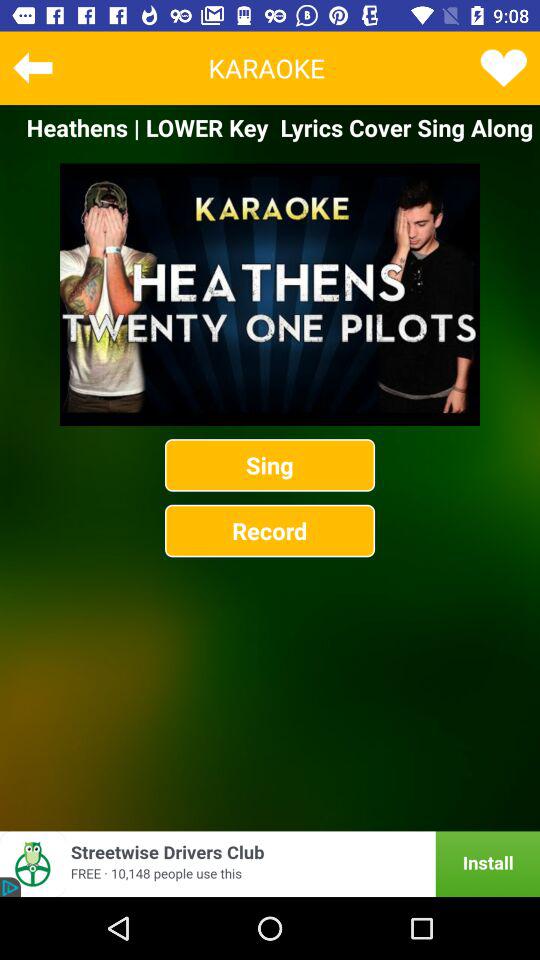 9:08
KARAOKE
Heathens | LOWER Key Lyrics Cover Sing Along
KARAOKE
HEATHENS
TWENTY ONE PILOTS
Sing
Record
Streetwise Drivers Club
FREE · 10,148 people use this
Install